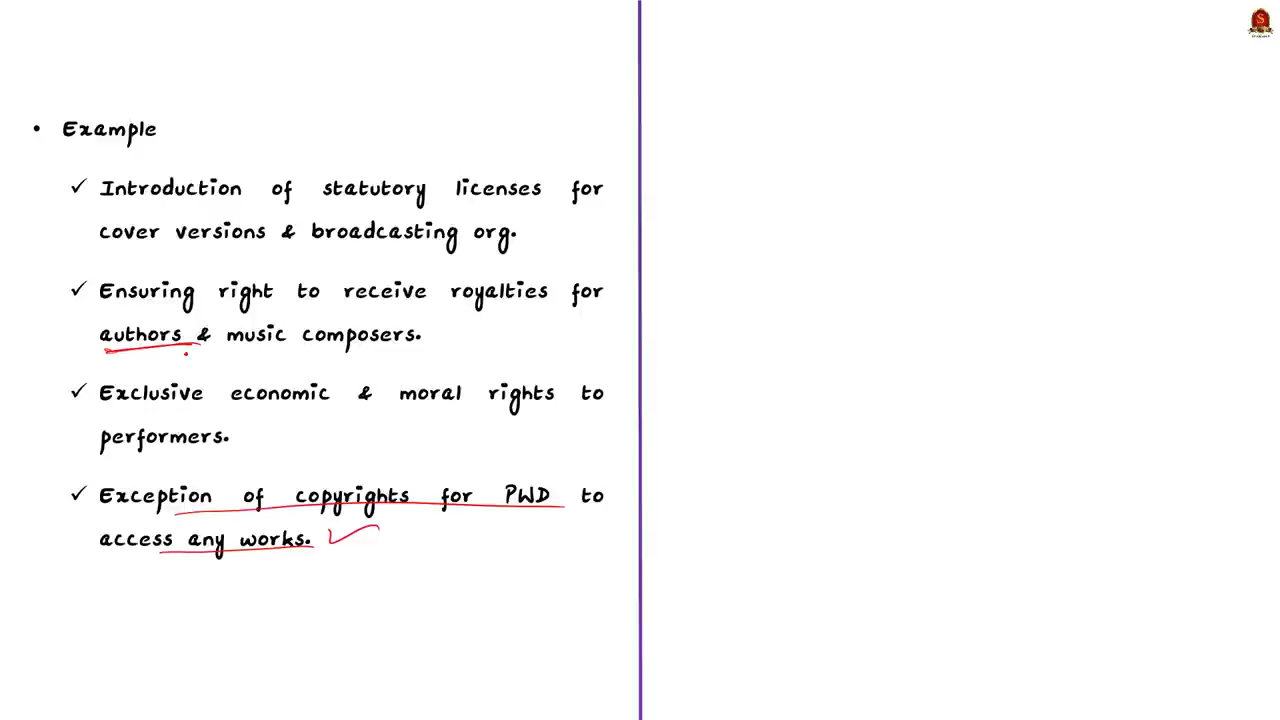 • Example
✓ Introduction of statutory licenses for
cover versions & broadcasting org.
✓ Ensuring right to receive royalties for
authors & music composers.
✓ Exclusive economic & moral rights to
performers.
✓ Exception of copyrights for PWD to
access any works.